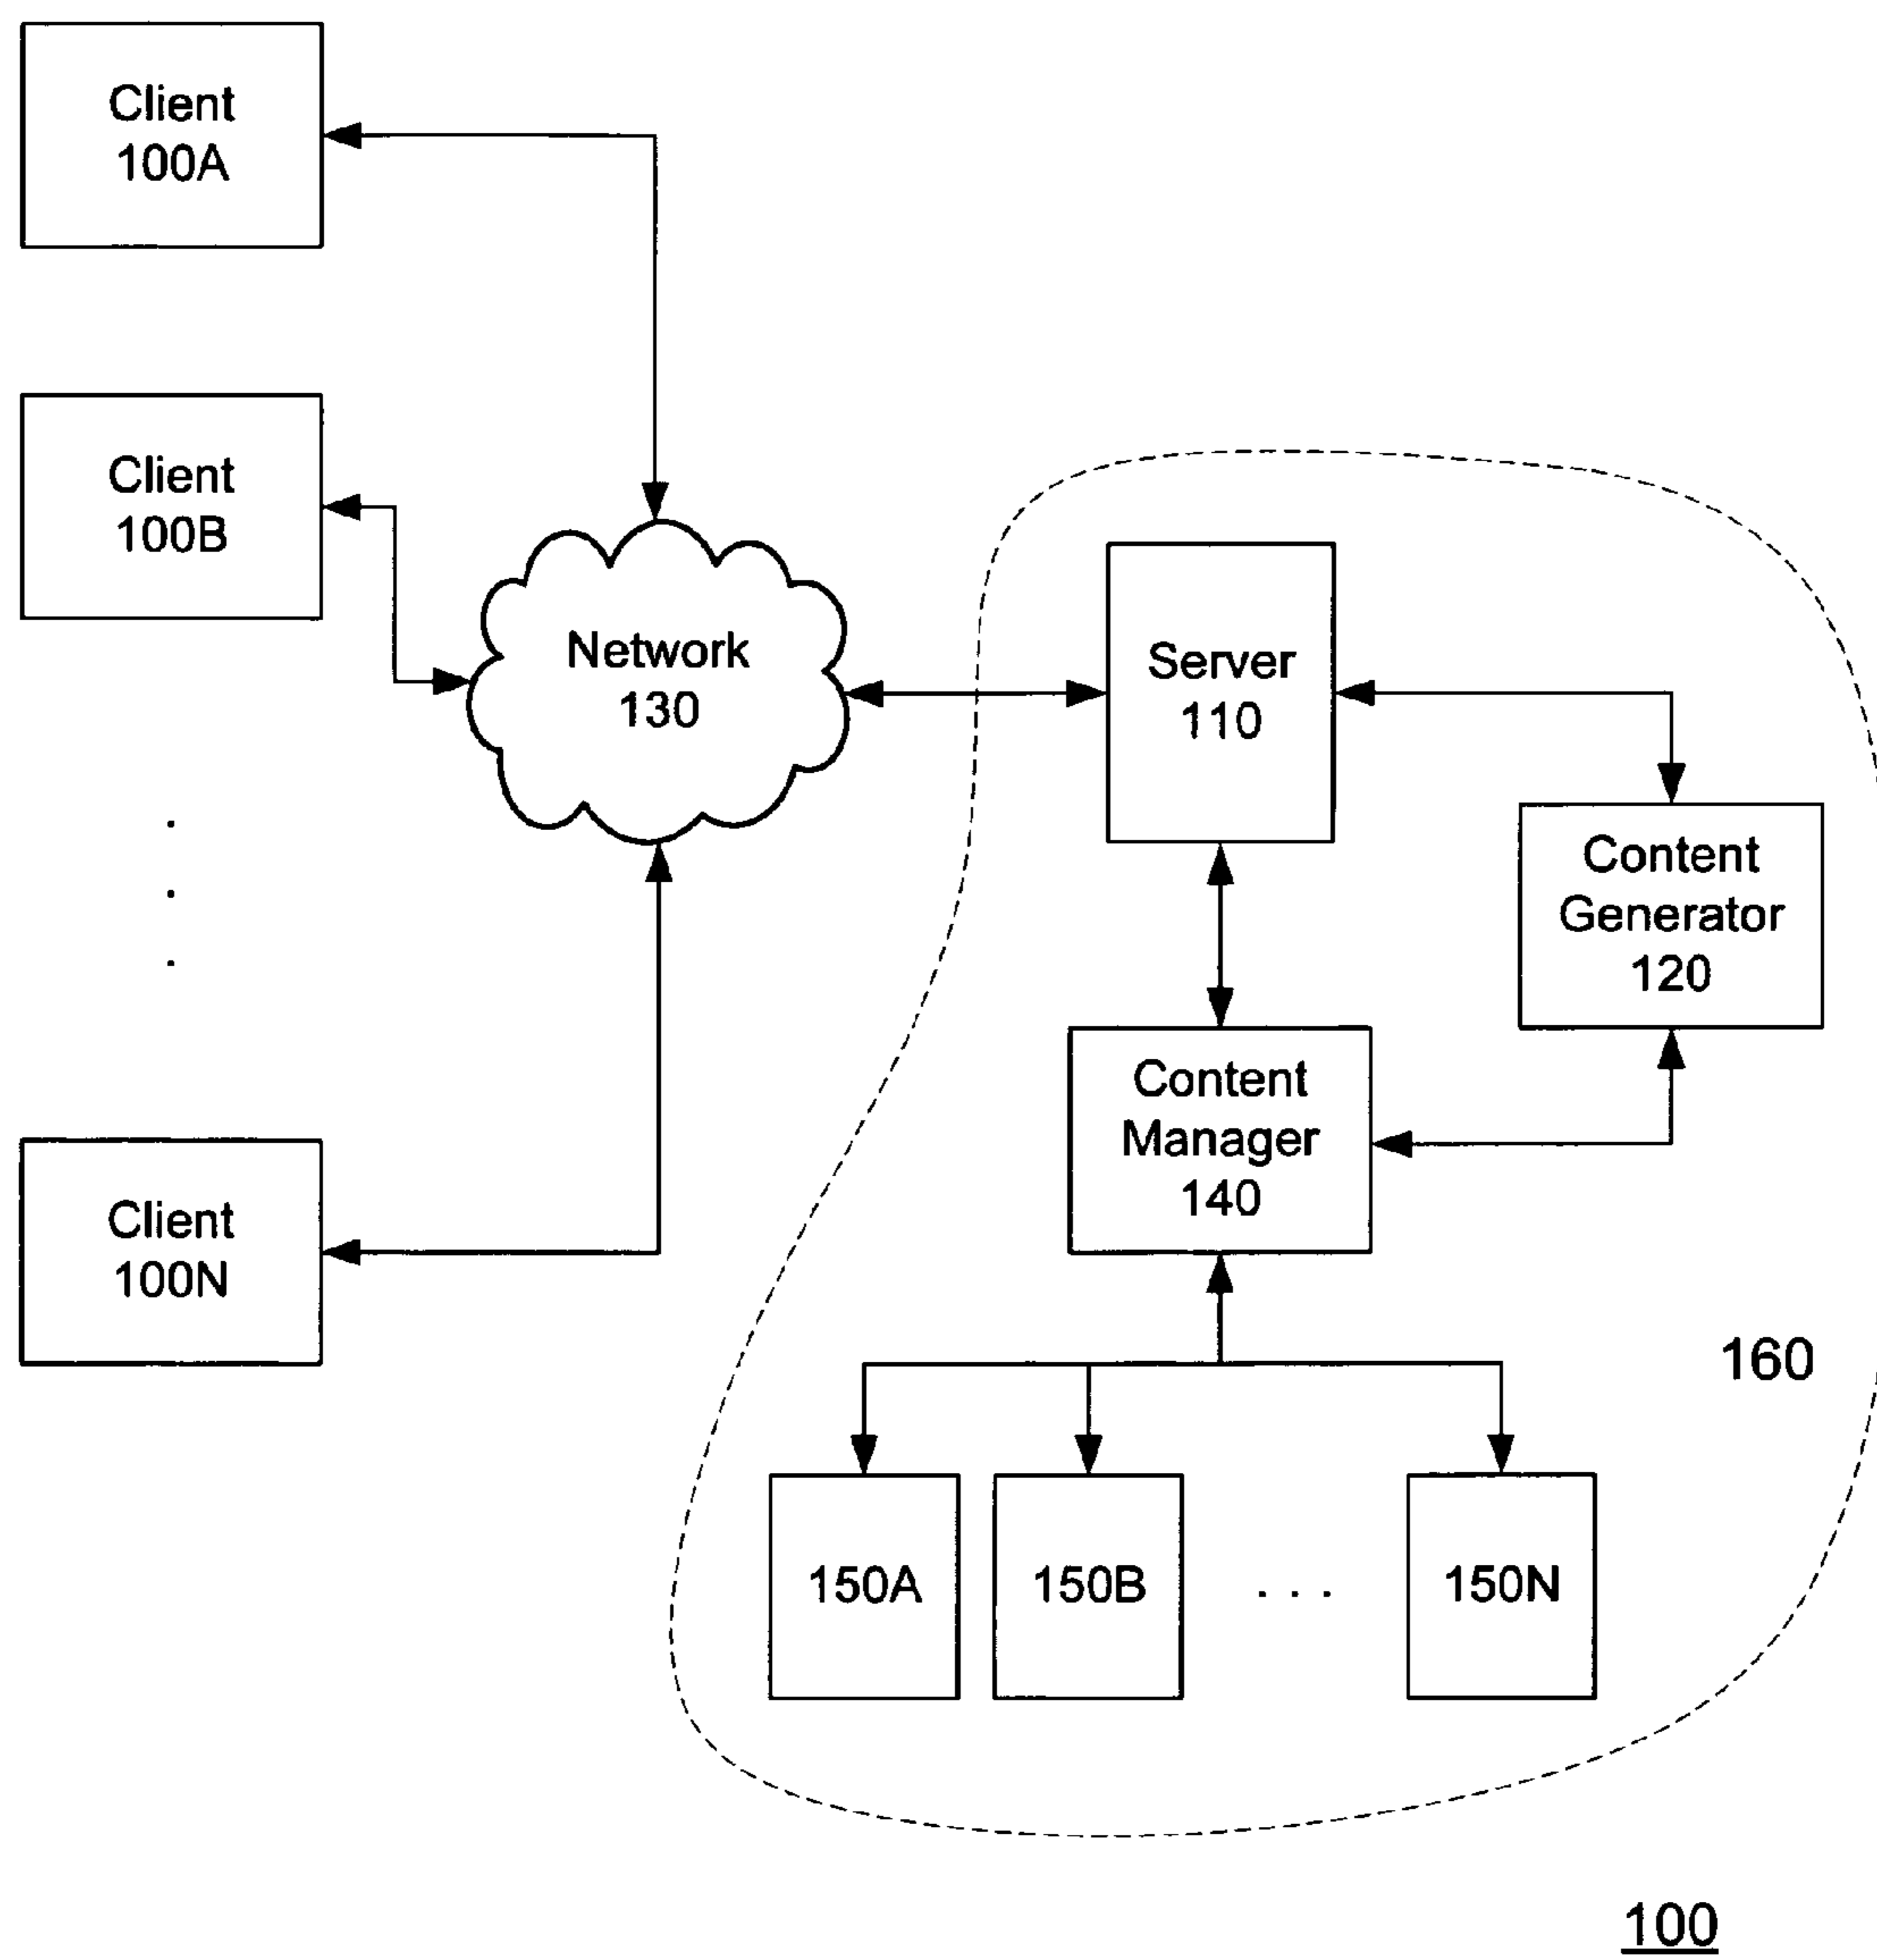 Client
100A
Client
100B
.
.
.
Client
100N
Network
130
Server
110
Content
Generator
120
Content
Manager
140
160
150A
150B
. . .
150N
100